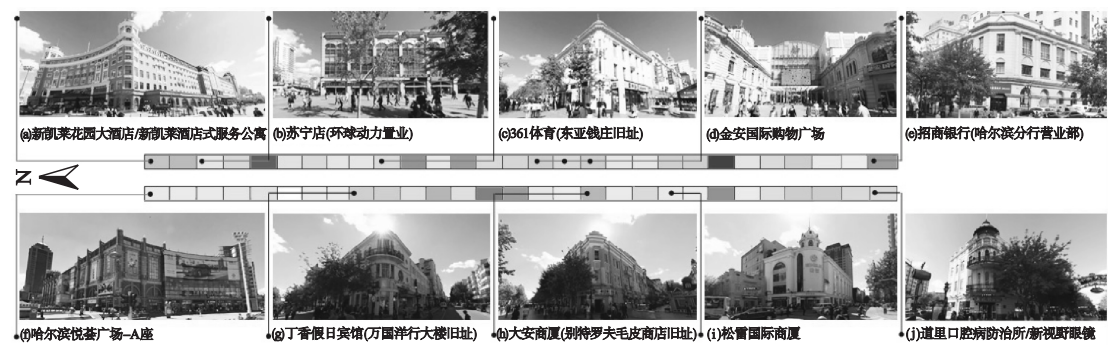 (a)新凯莱花园大酒店/新凯莱酒店式服务公寓
(b)苏宁店(环球动力置业)
(c)361体育(东亚钱庄旧址)
(d)金安国际购物广场
(e)招商银行(哈尔滨分行营业部)
N
(f)哈尔滨悦荟广场-A座
(g)丁香假日宾馆(万国洋行大楼旧址)
(h)大安商厦(别特罗夫毛皮商店旧址)
(i)松雷国际商厦
(j)道里口腔病防治所/新视野眼镜